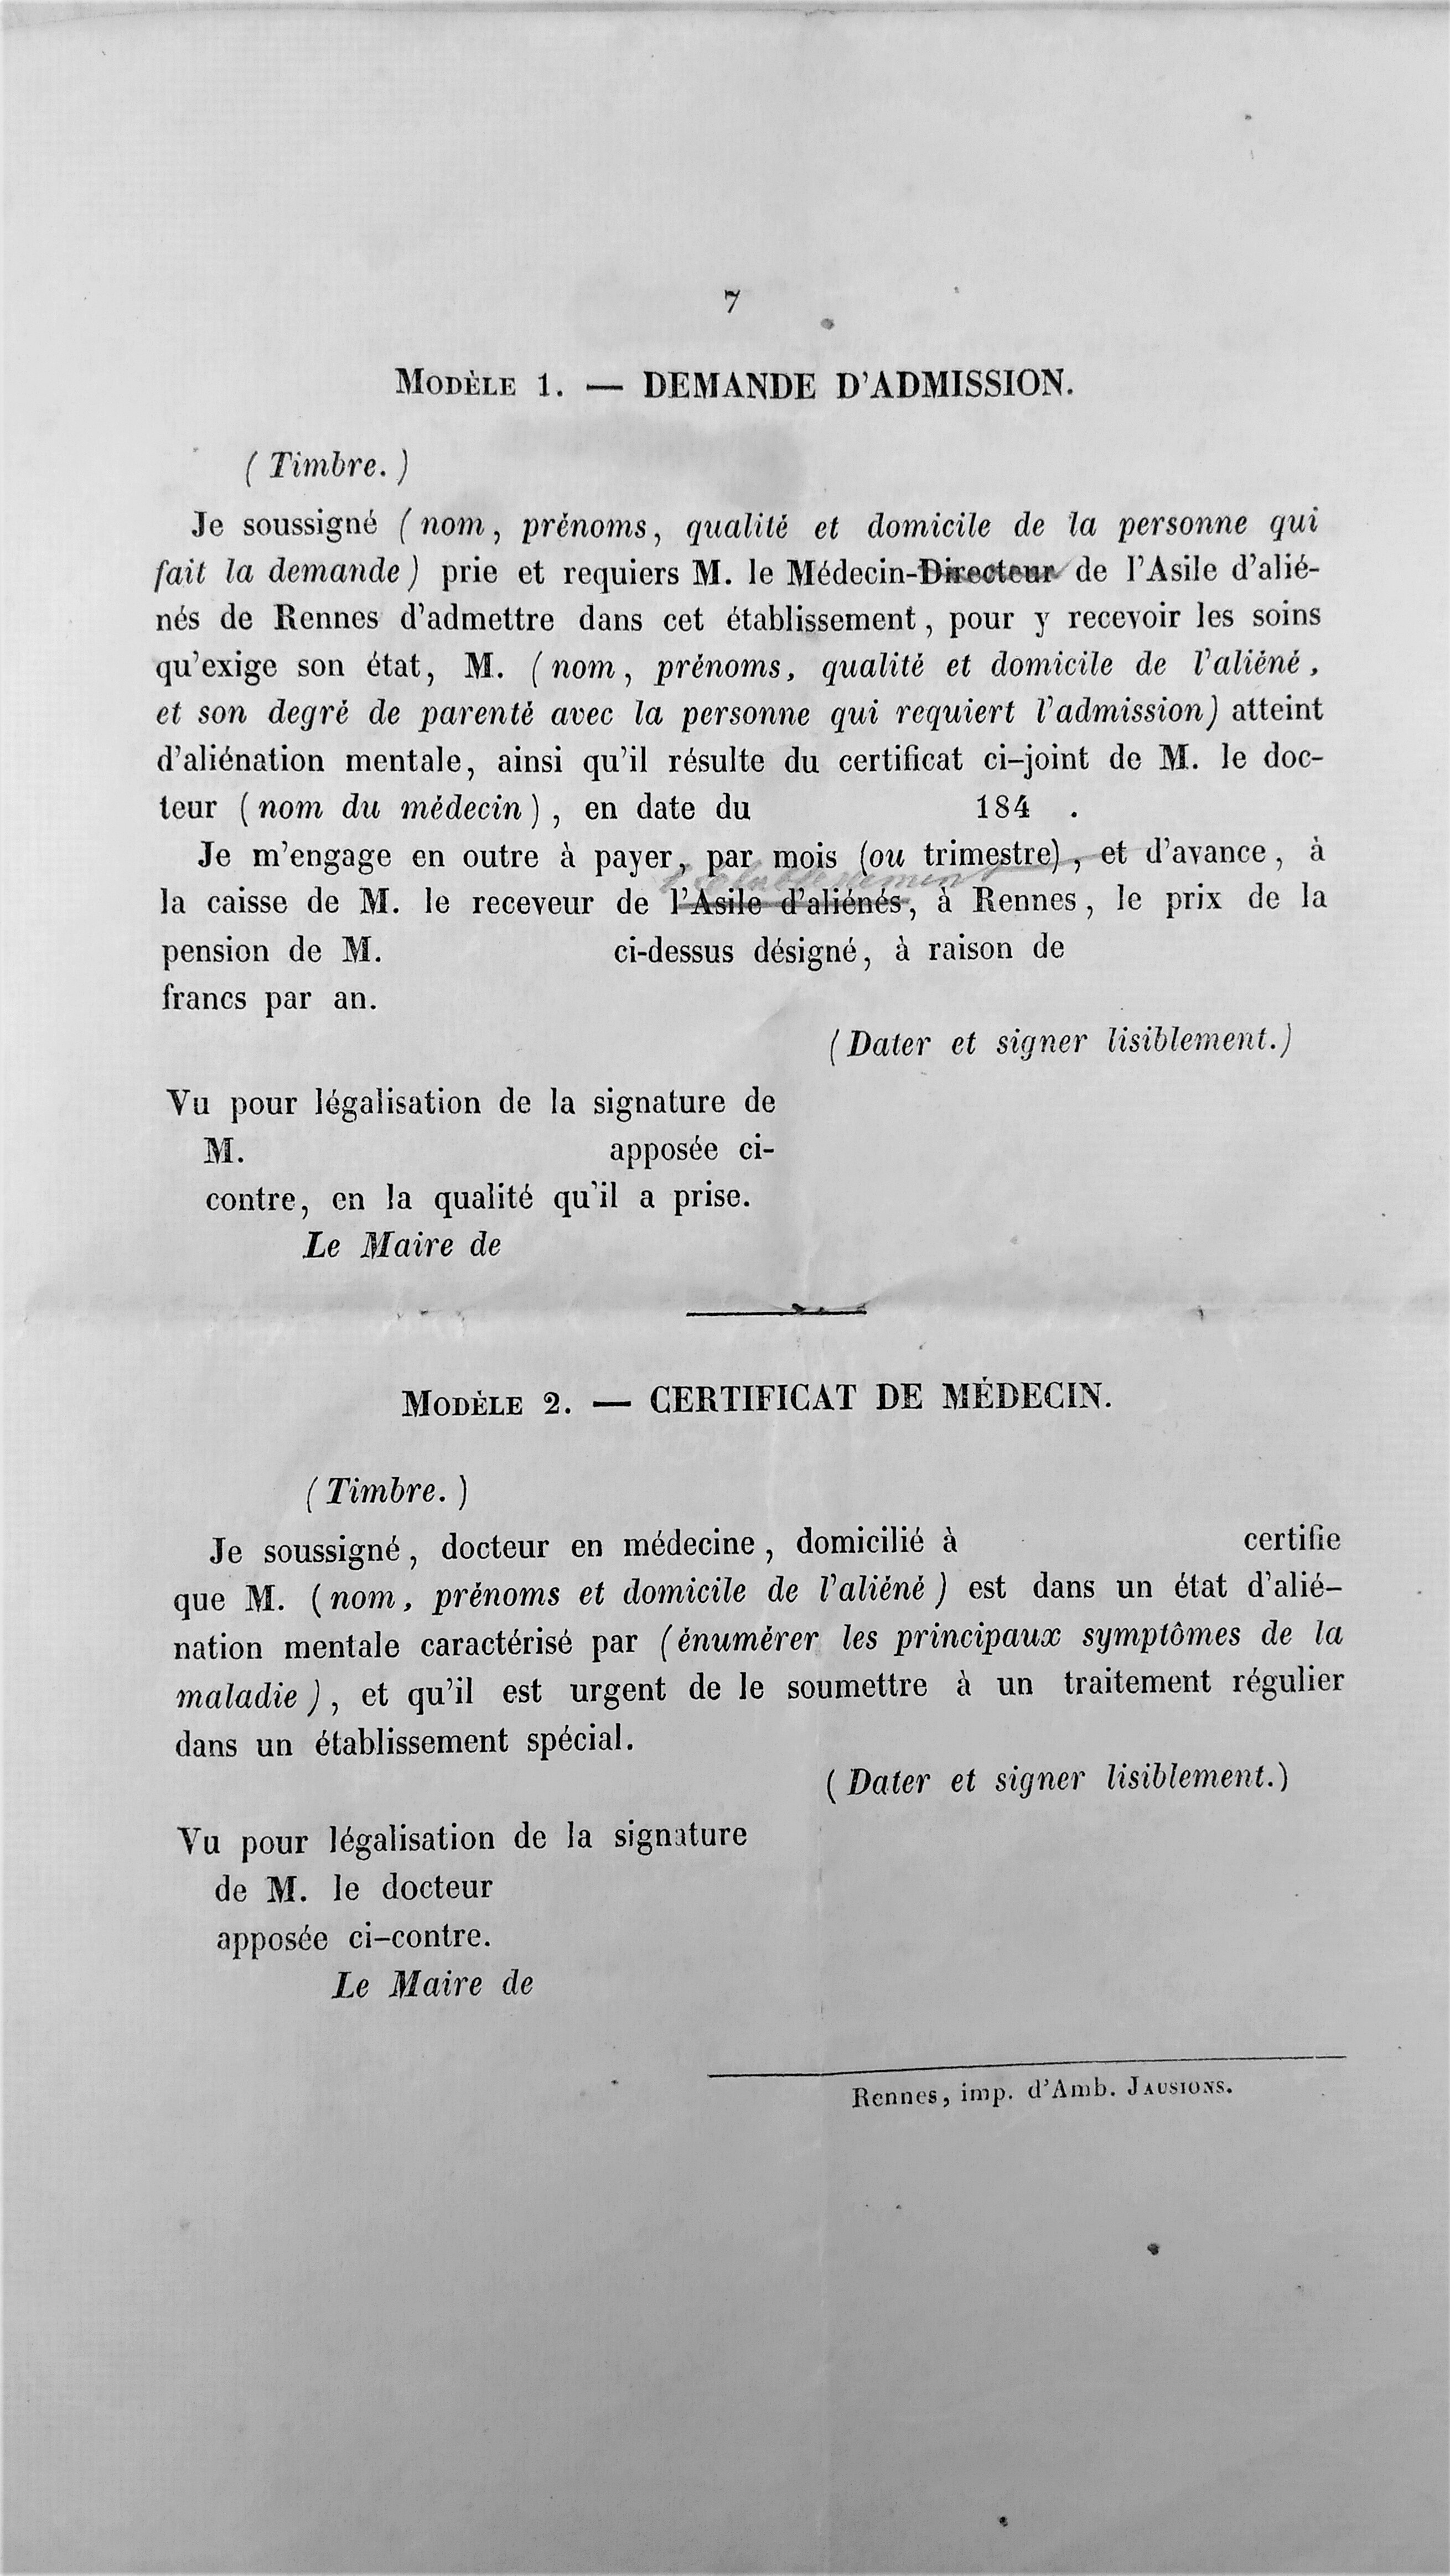 7
MODÈLE 1. — DEMANDE D'ADMISSION.
( Timbre. )
Je soussigné ( nom, prénoms, qualité et domicile de la personne qui
fait la demande ) prie et requiers M. le Médecin-Directeur de l'Asile d'alié-
nés de Rennes d'admettre dans cet établissement, pour y recevoir les soins
qu'exige son état, M. ( nom, prénoms, qualité et domicile de l'aliéné,
et son degré de parenté avec la personne qui requiert l'admission) atteint
d'aliénation mentale, ainsi qu'il résulte du certificat ci-joint de M. le doc-
teur ( nom du médecin ), en date du 184 .
Je m'engage en outre à payer, par mois (ou trimestre), et d'avance, à
l'établissement
la caisse de M. le receveur de l'Asile d'aliénés, à Rennes, le prix de la
pension de M. ci-dessus désigné, à raison de
francs par an.
( Dater et signer lisiblement.)
Vu pour légalisation de la signature de
M. apposée ci-
contre, en la qualité qu'il a prise.
Le Maire de
MODÈLE 2. — CERTIFICAT DE MÉDECIN.
( Timbre. )
Je soussigné, docteur en médecine, domicilié à certifie
que M. ( nom, prénoms et domicile de l'aliéné ) est dans un état d'alié-
nation mentale caractérisé par (énumérer les principaux symptômes de la
maladie ), et qu'il est urgent de le soumettre à un traitement régulier
dans un établissement spécial.
( Dater et signer lisiblement.)
Vu pour légalisation de la signature
de M. le docteur
apposée ci-contre.
Le Maire de
Rennes, imp. d'Amb. JAUSIONS.